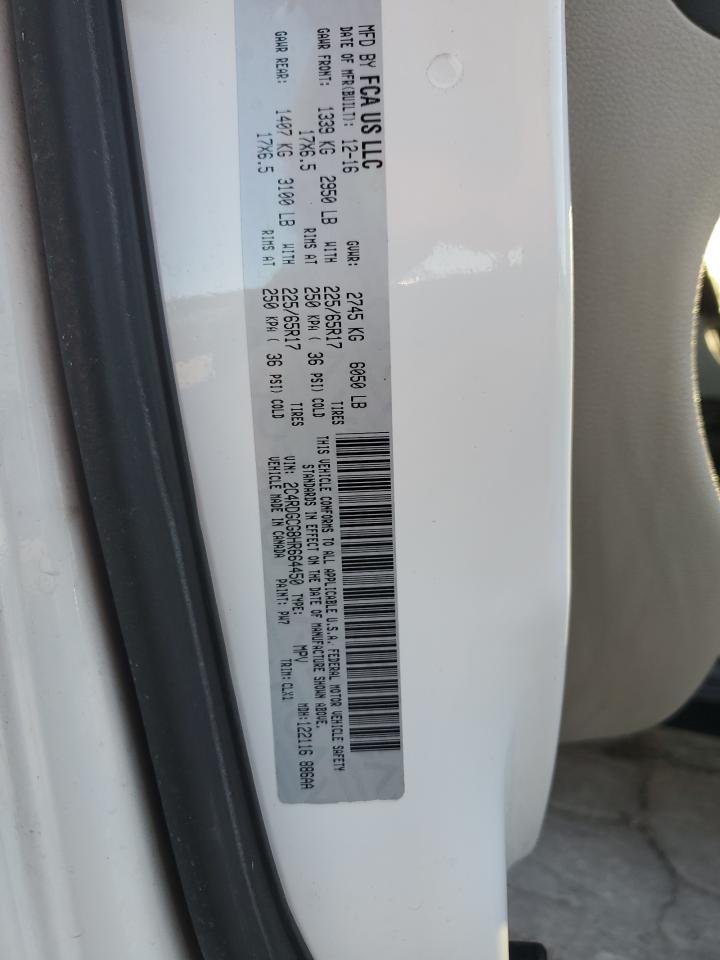 MFD BY FCA US LLC
DATE OF MFR(BUILT): 12-16 GVWR: 2745 KG 6050 LB
GAWR FRONT: 1339 KG 2950 LB WITH 225/65R17 TIRES
17X6.5 RIMS AT 250 KPA ( 36 PSI) COLD
GAWR REAR: 1407 KG 3100 LB WITH 225/65R17 TIRES
17X6.5 RIMS AT 250 KPA ( 36 PSI) COLD
THIS VEHICLE CONFORMS TO ALL APPLICABLE U.S.A. FEDERAL MOTOR VEHICLE SAFETY
STANDARDS IN EFFECT ON THE DATE OF MANUFACTURE SHOWN ABOVE.
VIN: 2C4RDGCG8HR664450 TYPE: MPV MDH: 122116 886AA
VEHICLE MADE IN CANADA PAINT: PW7 TRIM: CLX1